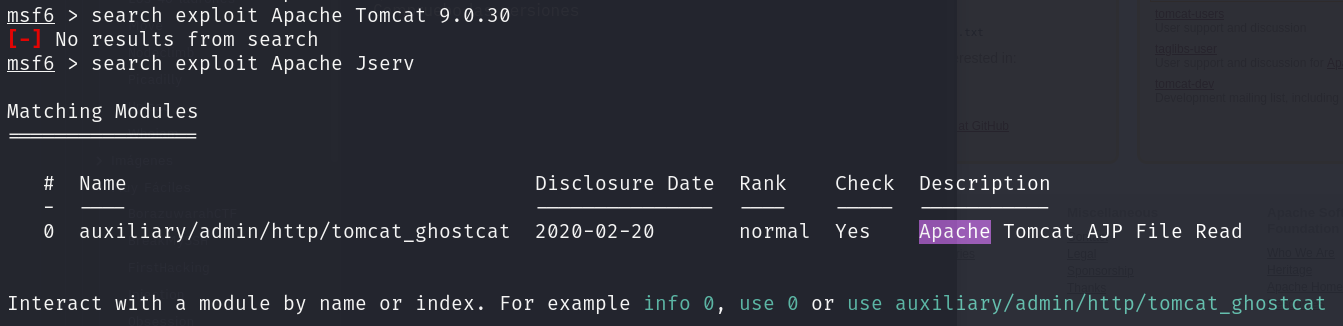 msf6 > search exploit Apache Tomcat 9.0.30
[-] No results from search
msf6 > search exploit Apache Jserv
Matching Modules
================
# Name Disclosure Date Rank Check Description
- ---- --------------- ---- ----- -----------
0 auxiliary/admin/http/tomcat_ghostcat 2020-02-20 normal Yes Apache Tomcat AJP File Read
Interact with a module by name or index. For example info 0, use 0 or use auxiliary/admin/http/tomcat_ghostcat